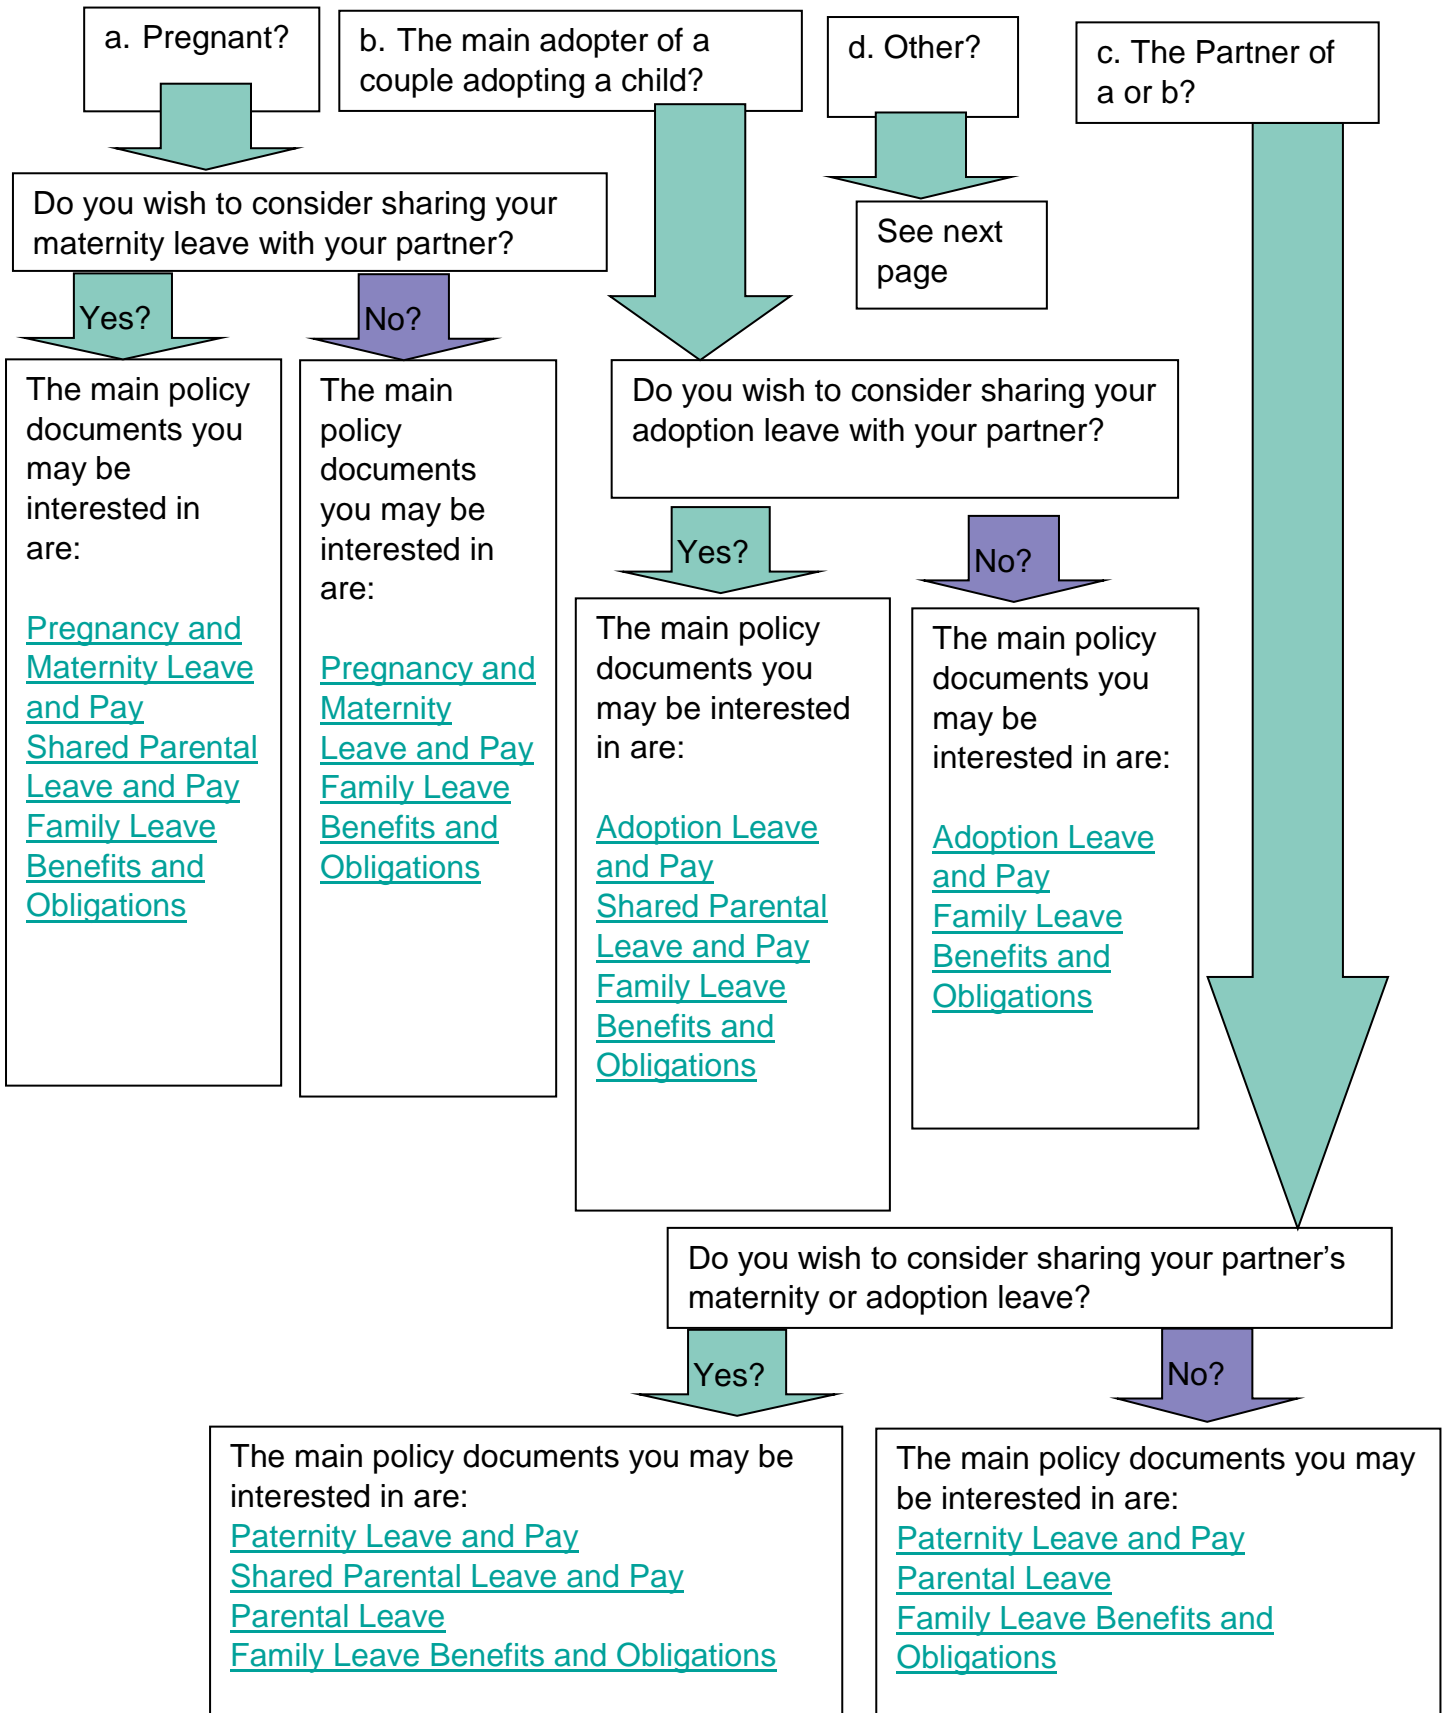 a. Pregnant?
b. The main adopter of a
couple adopting a child?
d. Other?
c. The Partner of
a or b?
Do you wish to consider sharing your
maternity leave with your partner?
See next
page
Yes?
No?
The main policy
documents you
may be
interested in
are:
Pregnancy and
Maternity Leave
and Pay
Shared Parental
Leave and Pay
Family Leave
Benefits and
Obligations
The main
policy
documents
you may be
interested in
are:
Pregnancy and
Maternity
Leave and Pay
Family Leave
Benefits and
Obligations
Do you wish to consider sharing your
adoption leave with your partner?
Yes?
No?
The main policy
documents you
may be interested
in are:
Adoption Leave
and Pay
Shared Parental
Leave and Pay
Family Leave
Benefits and
Obligations
The main policy
documents you
may be
interested in are:
Adoption Leave
and Pay
Family Leave
Benefits and
Obligations
Do you wish to consider sharing your partner’s
maternity or adoption leave?
Yes?
No?
The main policy documents you may be
interested in are:
Paternity Leave and Pay
Shared Parental Leave and Pay
Parental Leave
Family Leave Benefits and Obligations
The main policy documents you may
be interested in are:
Paternity Leave and Pay
Parental Leave
Family Leave Benefits and
Obligations